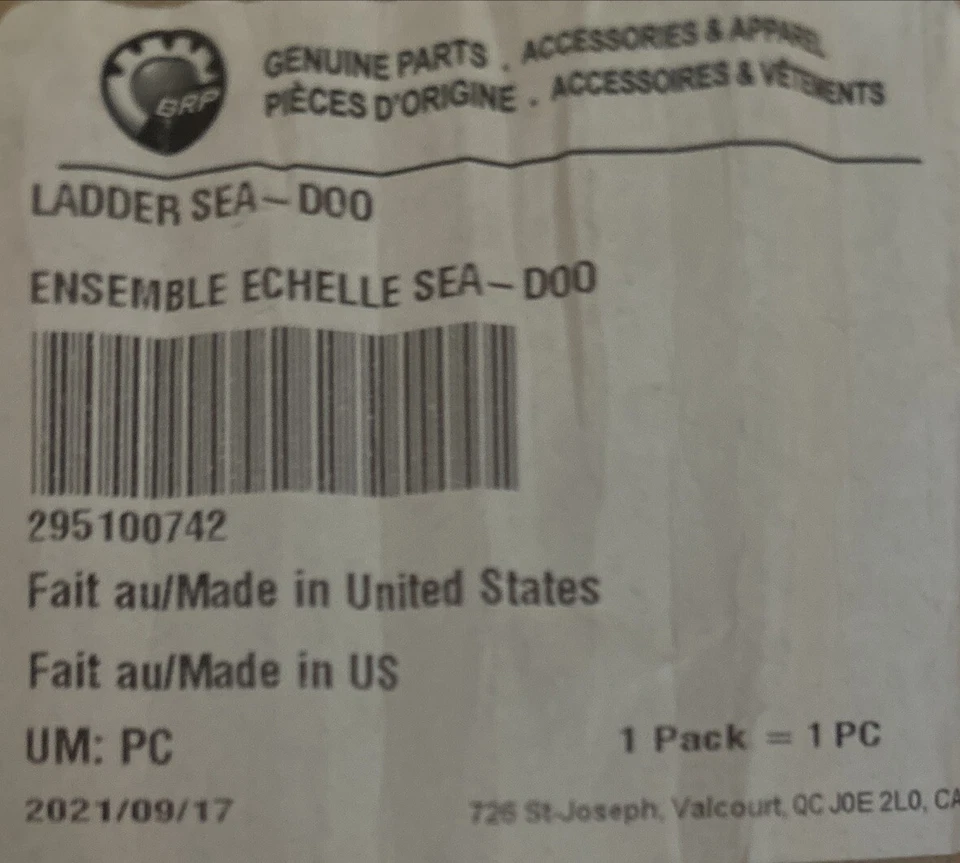 BRP
GENUINE PARTS . ACCESSORIES & APPAREL
PIÈCES D'ORIGINE . ACCESSOIRES & VÊTEMENTS
LADDER SEA-DOO
ENSEMBLE ECHELLE SEA-DOO
295100742
Fait au/Made in United States
Fait au/Made in US
UM: PC
1 Pack = 1 PC
2021/09/17
726 St-Joseph, Valcourt, QC J0E 2L0, CA